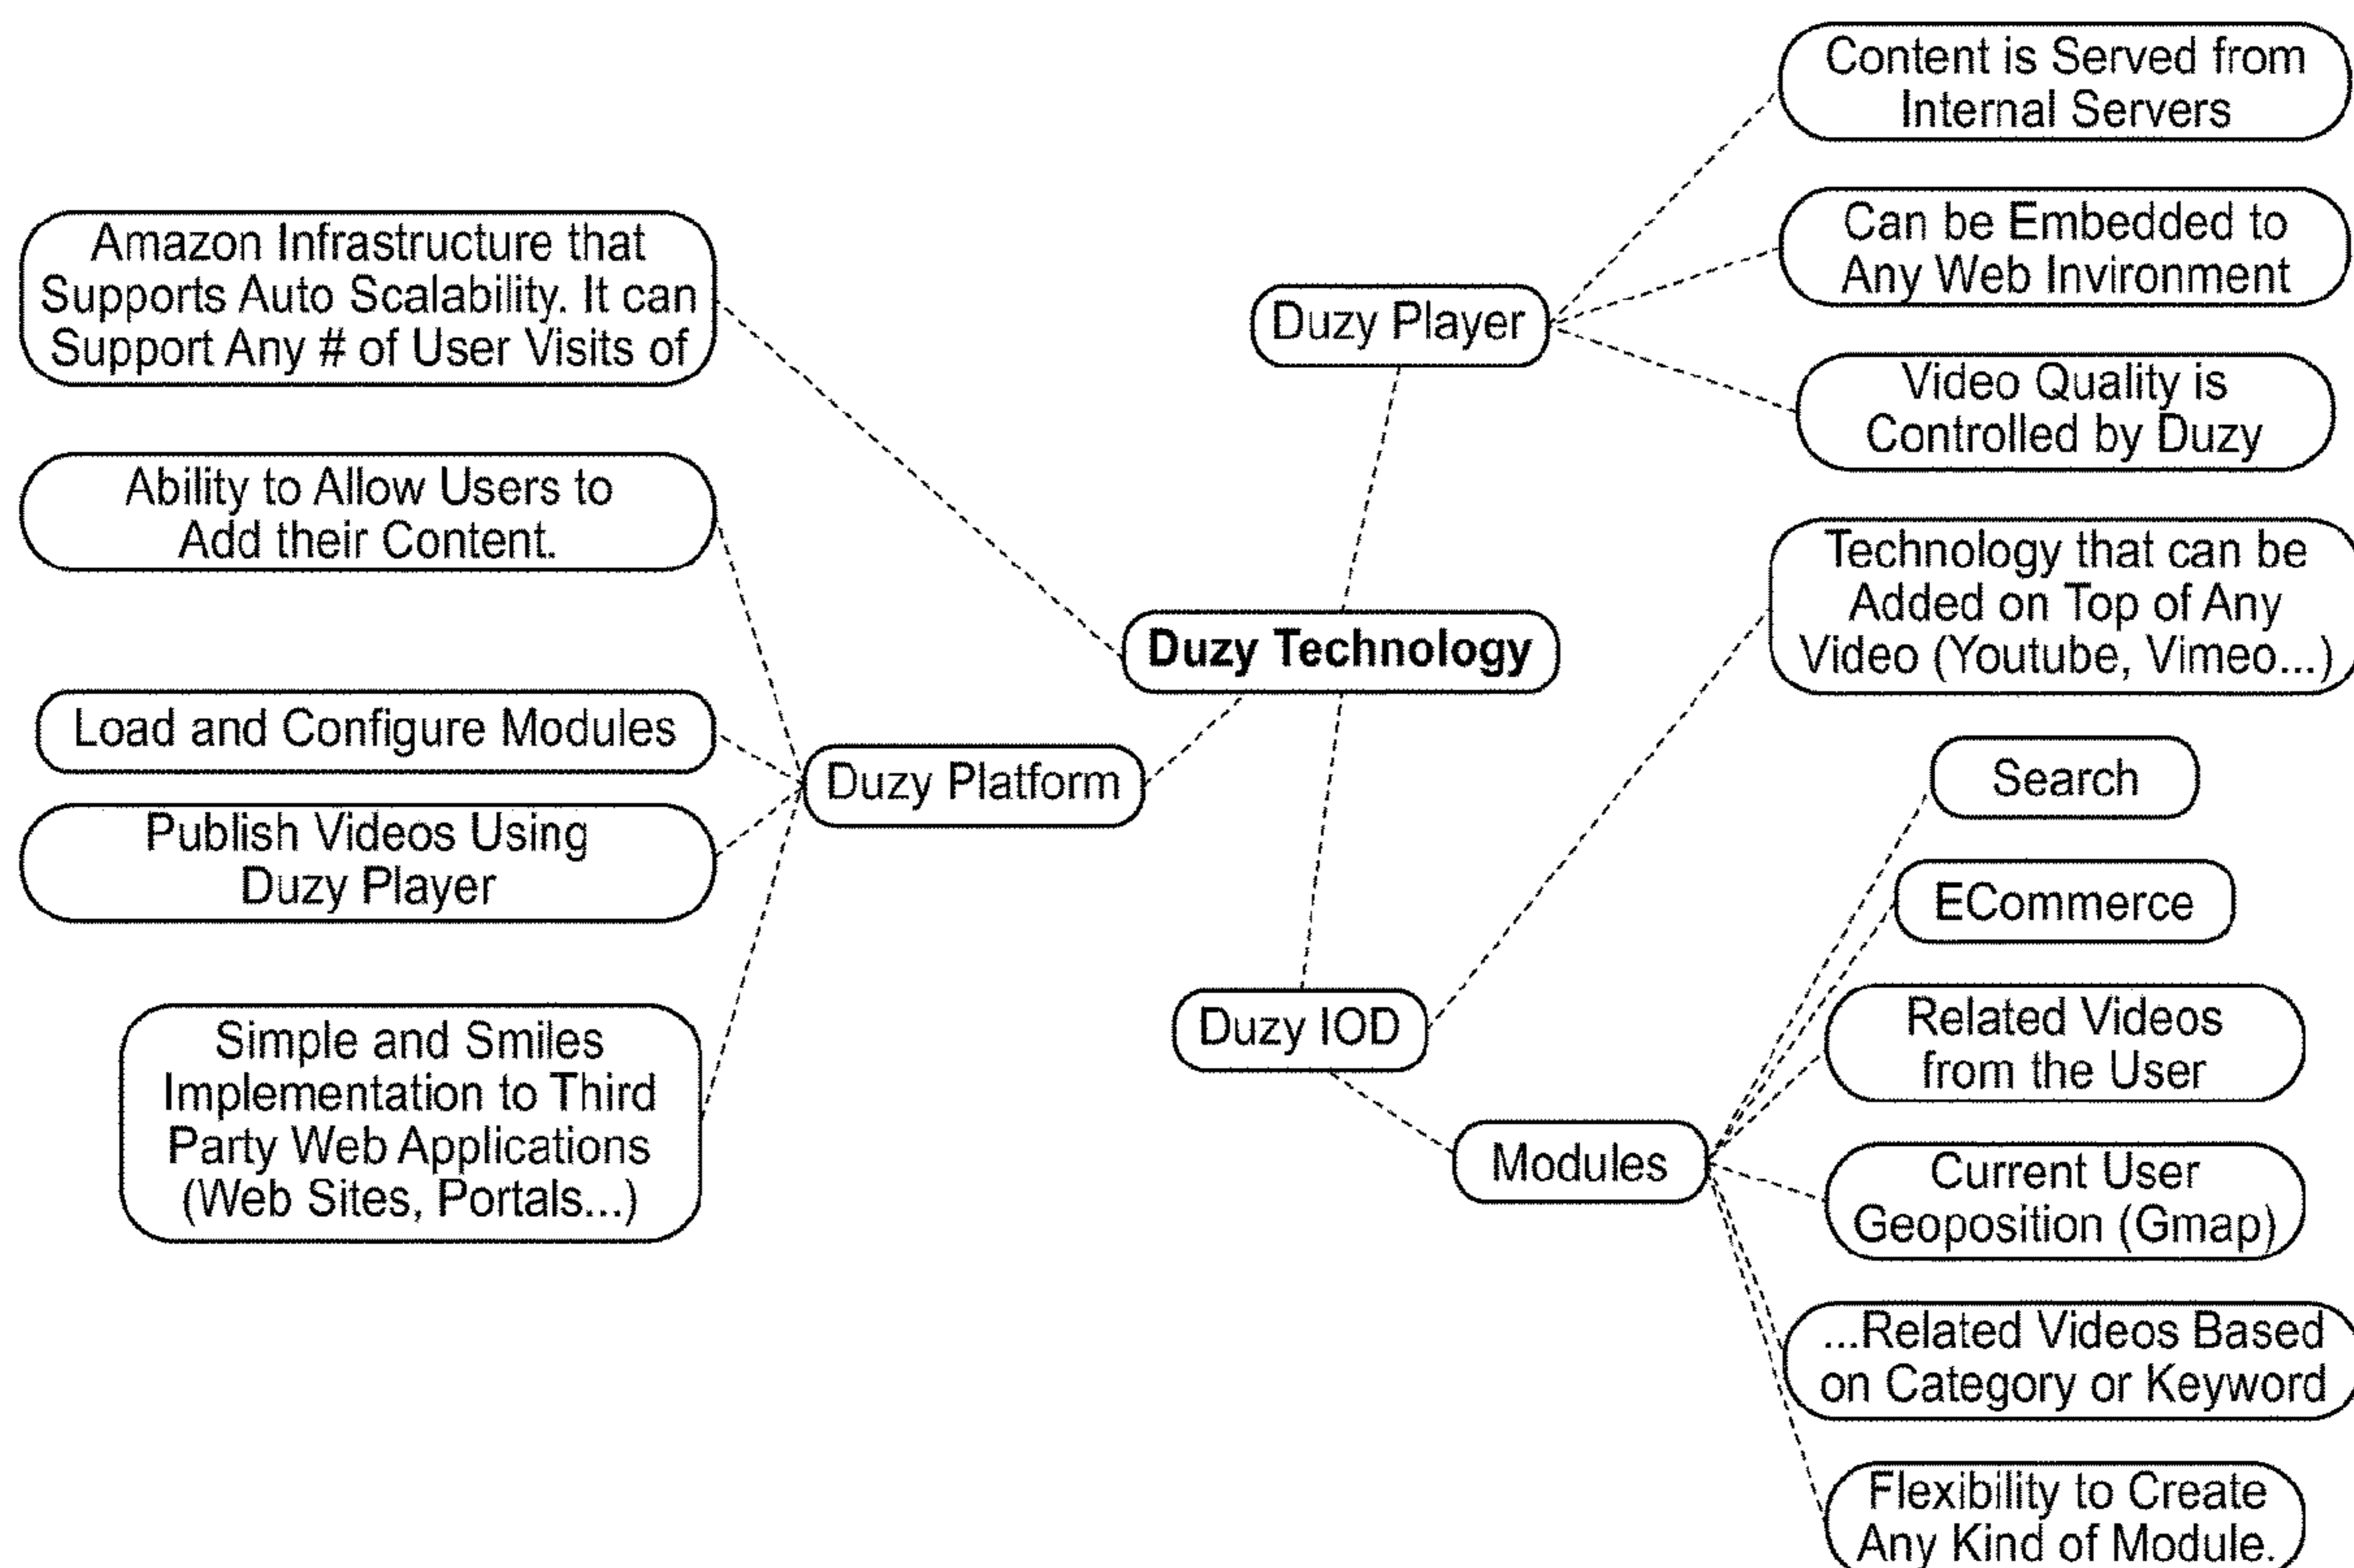 Content is Served from
Internal Servers
Can be Embedded to
Any Web Invironment
Duzy Player
Video Quality is
Controlled by Duzy
Amazon Infrastructure that
Supports Auto Scalability. It can
Support Any # of User Visits of
Ability to Allow Users to
Add their Content.
Technology that can be
Added on Top of Any
Video (Youtube, Vimeo...)
Duzy Technology
Load and Configure Modules
Duzy Platform
Publish Videos Using
Duzy Player
Simple and Smiles
Implementation to Third
Party Web Applications
(Web Sites, Portals...)
Duzy IOD
Modules
Search
ECommerce
Related Videos
from the User
Current User
Geoposition (Gmap)
...Related Videos Based
on Category or Keyword
Flexibility to Create
Any Kind of Module.